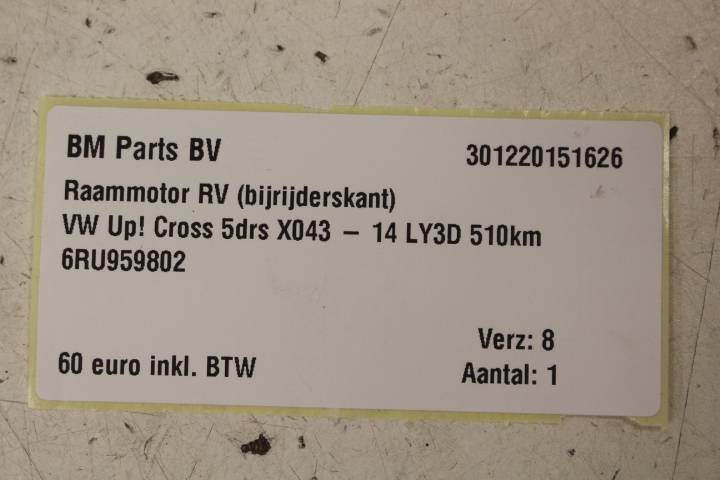 BM Parts BV 301220151626
Raammotor RV (bijrijderskant)
VW Up! Cross 5drs X043 – 14 LY3D 510km
6RU959802
Verz: 8
60 euro inkl. BTW Aantal: 1